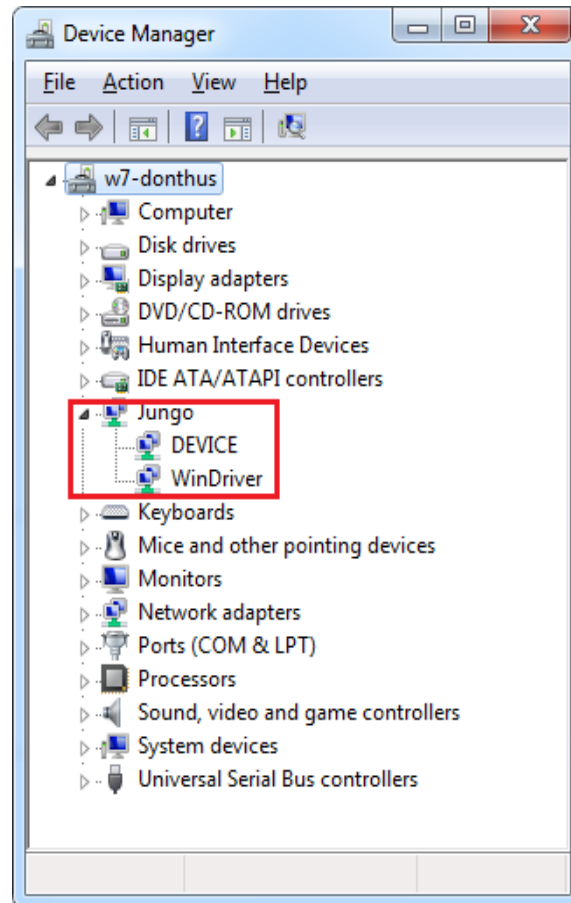 Device Manager
File Action View Help
w7-donthus
Computer
Disk drives
Display adapters
DVD/CD-ROM drives
Human Interface Devices
IDE ATA/ATAPI controllers
Jungo
DEVICE
WinDriver
Keyboards
Mice and other pointing devices
Monitors
Network adapters
Ports (COM & LPT)
Processors
Sound, video and game controllers
System devices
Universal Serial Bus controllers